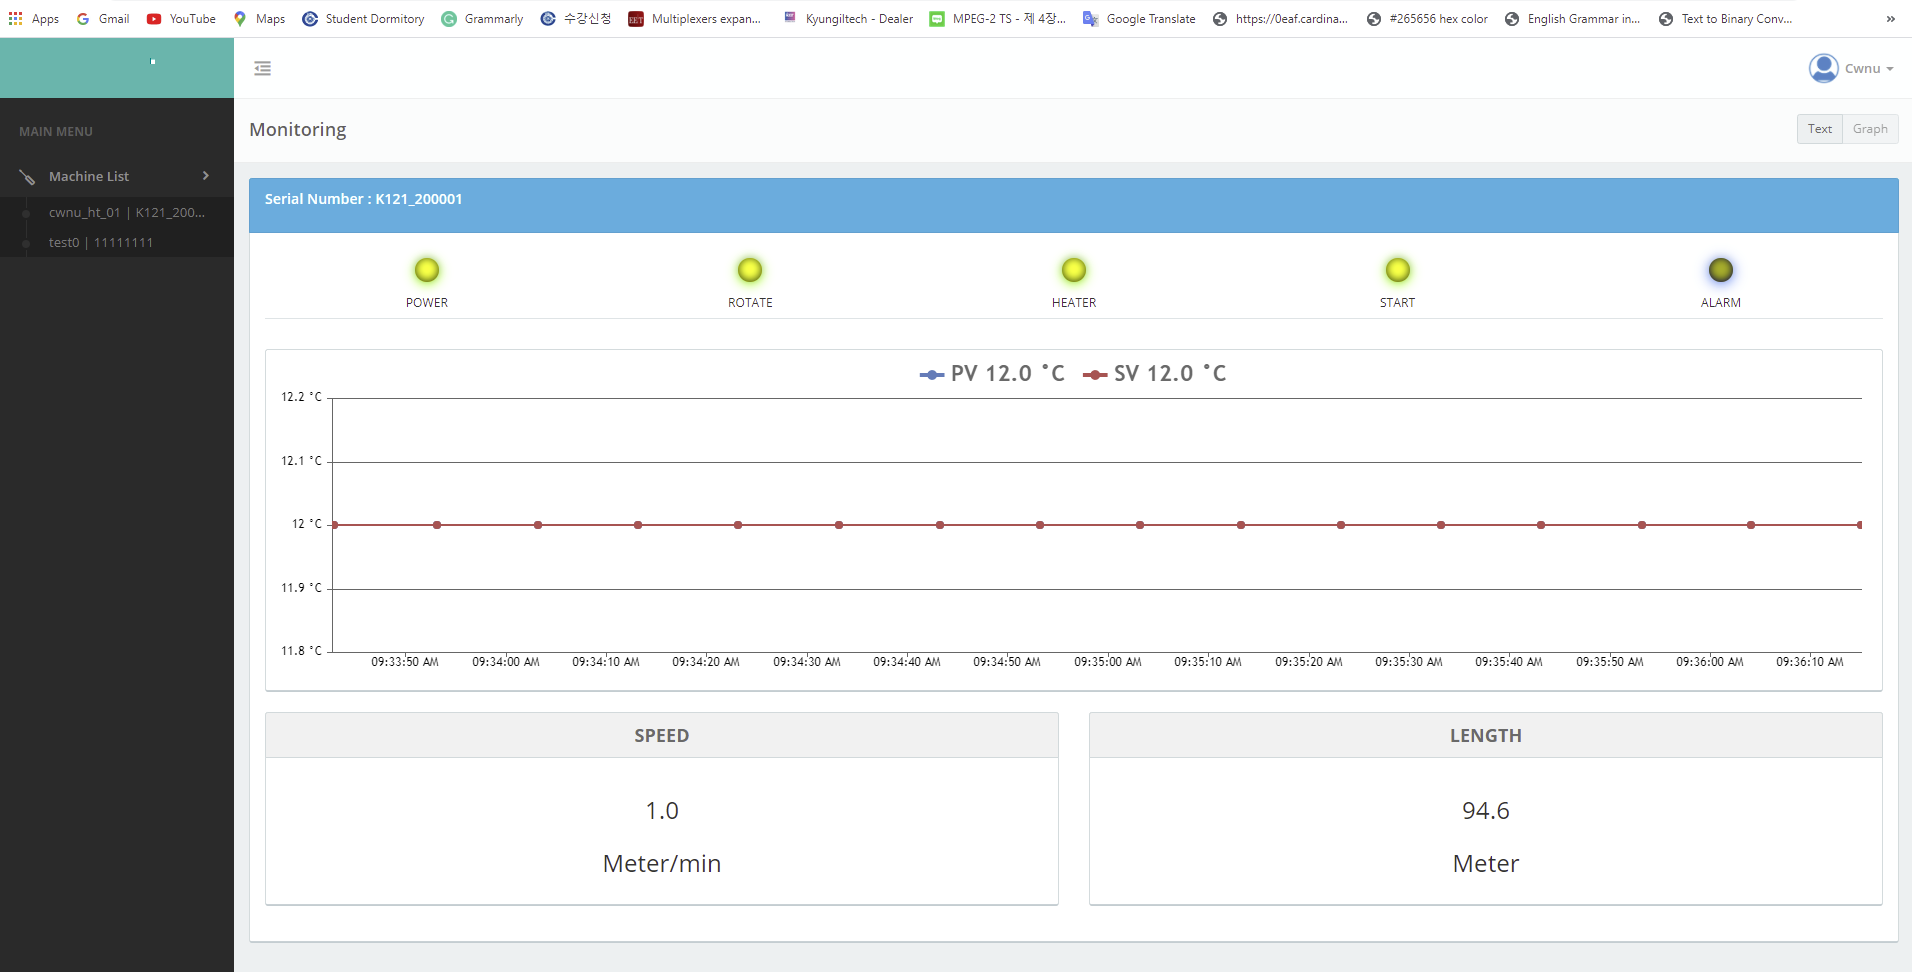 Apps Gmail YouTube Maps Student Dormitory Grammarly 수강신청 Multiplexers expan... Kyungiltech - Dealer MPEG-2 TS - 제 4장... Google Translate https://0eaf.cardina... #265656 hex color English Grammar in... Text to Binary Conv... »
Cwnu
MAIN MENU
Monitoring
Text Graph
Machine List
cwnu_ht_01 | K121_200...
test0 | 11111111
Serial Number : K121_200001
POWER ROTATE HEATER START ALARM
PV 12.0 °C SV 12.0 °C
12.2 °C
12.1 °C
12 °C
11.9 °C
11.8 °C
09:33:50 AM 09:34:00 AM 09:34:10 AM 09:34:20 AM 09:34:30 AM 09:34:40 AM 09:34:50 AM 09:35:00 AM 09:35:10 AM 09:35:20 AM 09:35:30 AM 09:35:40 AM 09:35:50 AM 09:36:00 AM 09:36:10 AM
SPEED
1.0
Meter/min
LENGTH
94.6
Meter